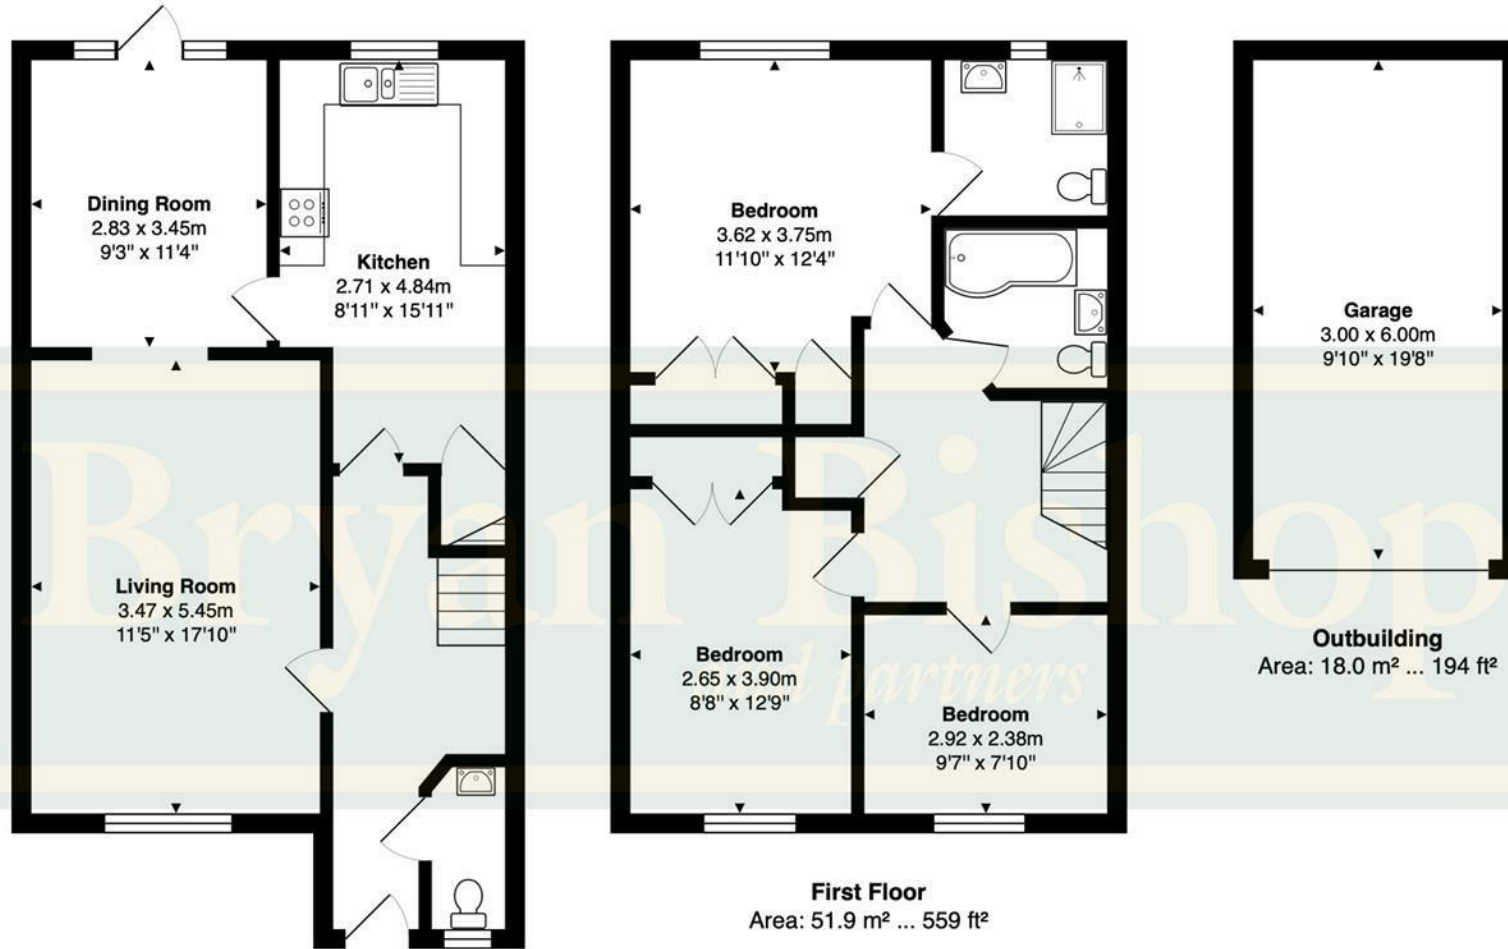 Dining Room
2.83 x 3.45m
9'3" x 11'4"
Kitchen
2.71 x 4.84m
8'11" x 15'11"
Living Room
3.47 x 5.45m
11'5" x 17'10"
Bedroom
3.62 x 3.75m
11'10" x 12'4"
Bedroom
2.65 x 3.90m
8'8" x 12'9"
Bedroom
2.92 x 2.38m
9'7" x 7'10"
First Floor
Area: 51.9 m² ... 559 ft²
Garage
3.00 x 6.00m
9'10" x 19'8"
Outbuilding
Area: 18.0 m² ... 194 ft²
Bryan Bishop
and partners